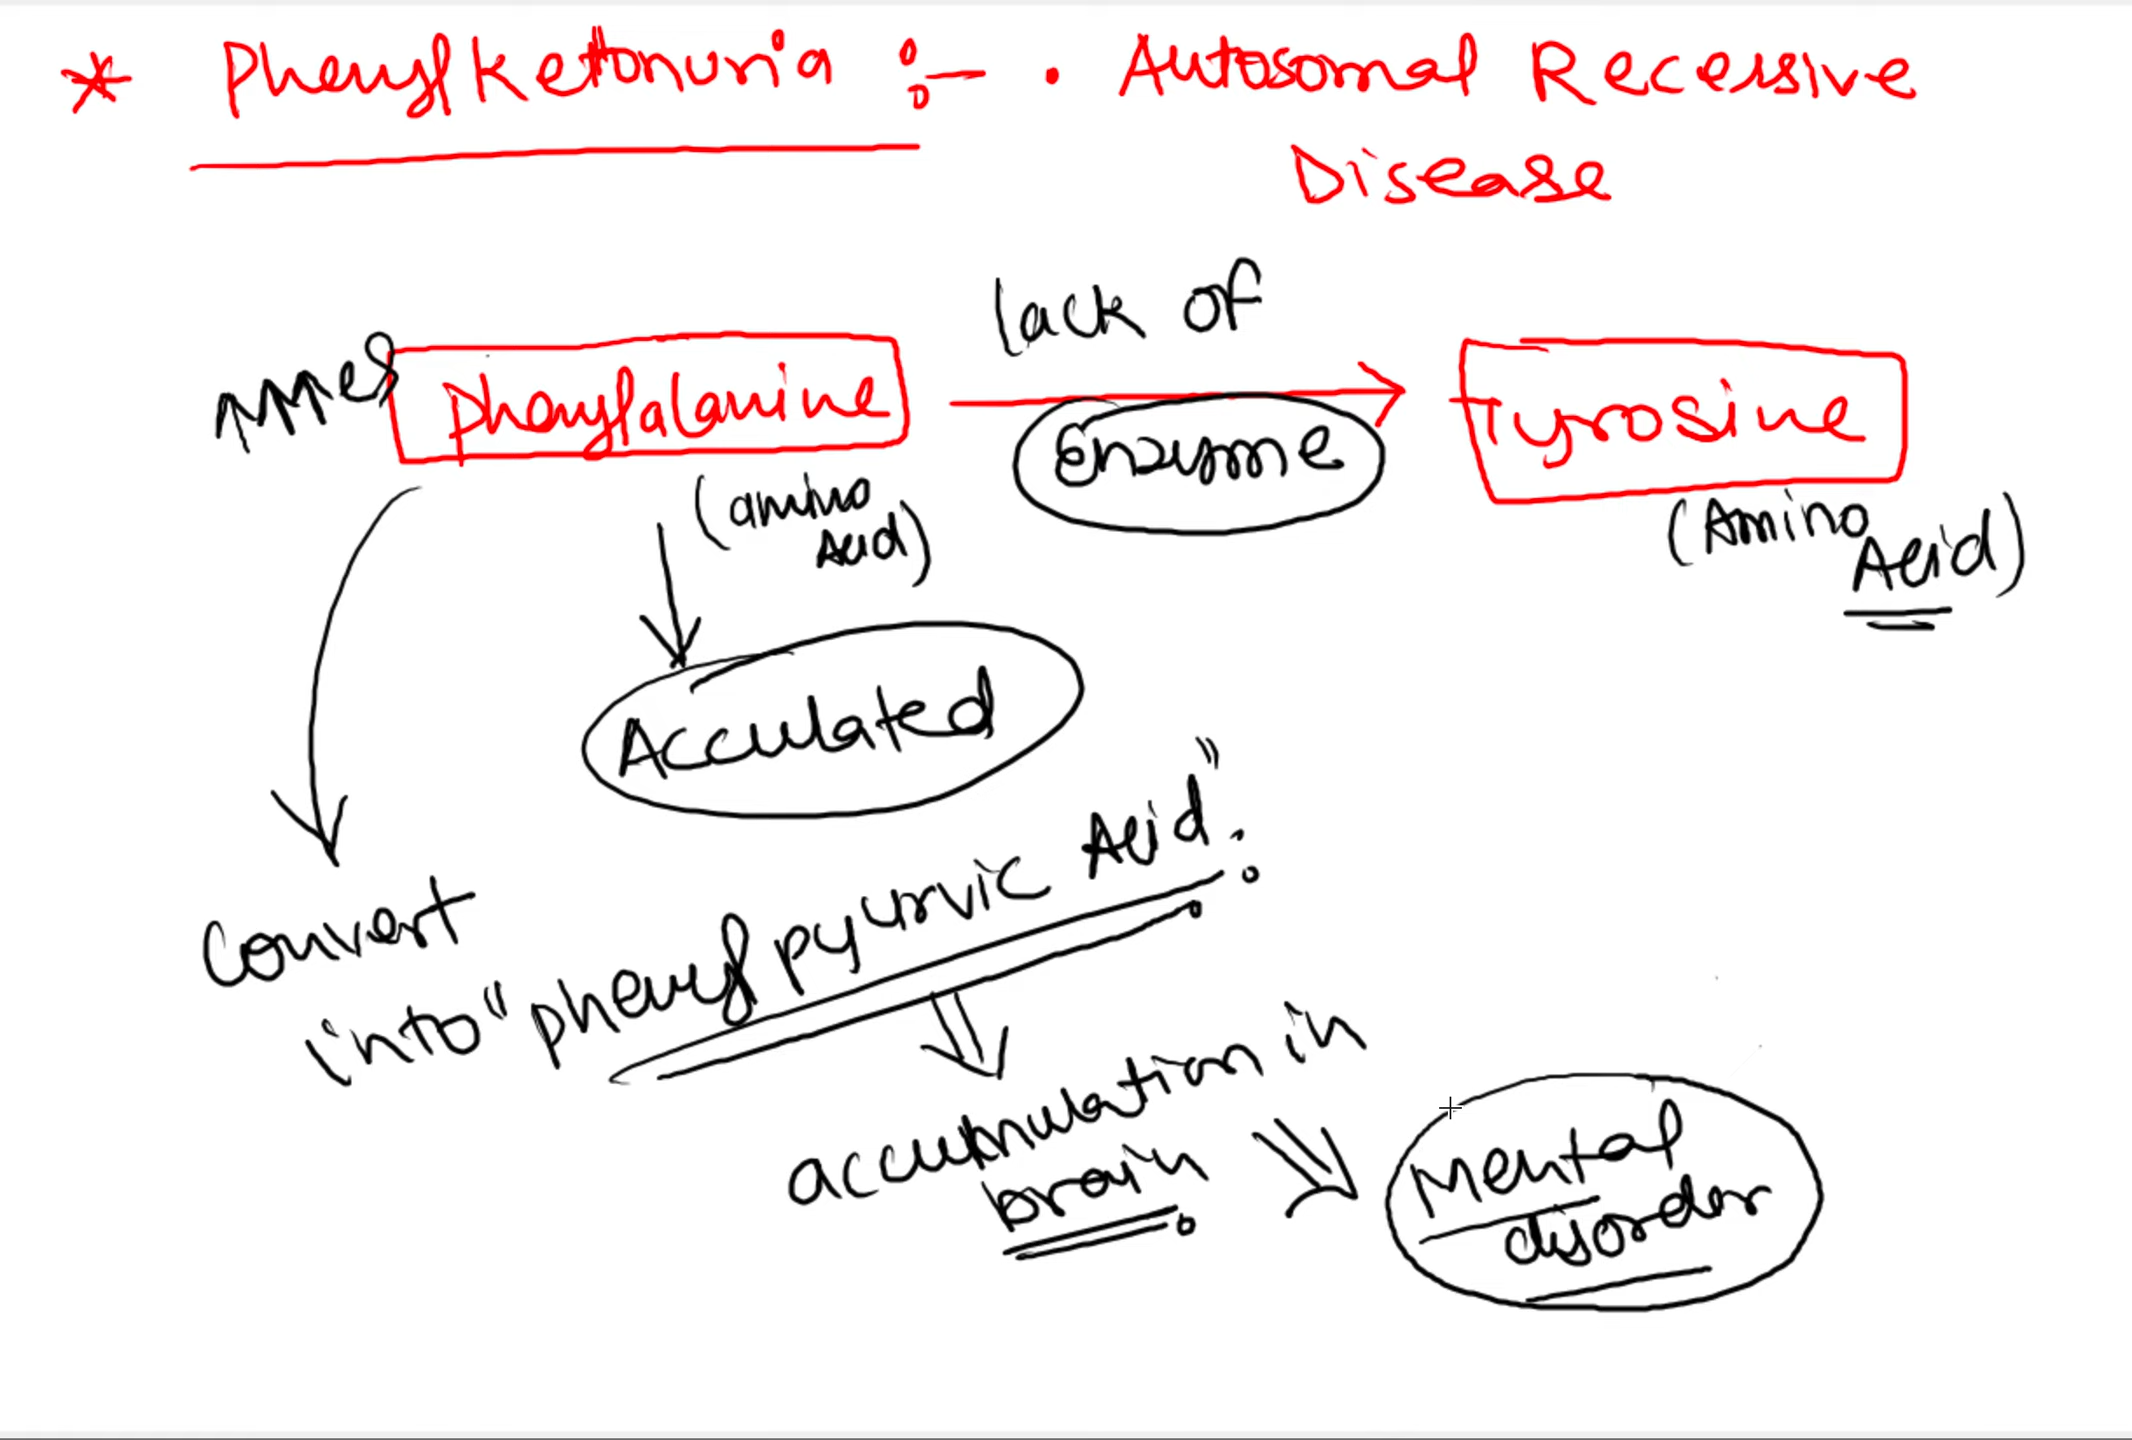 * Phenylketonuria :- • Autosomal Recessive
Disease
lack of
Phenylalanine
Enzyme
Tyrosine
(amino
Acid)
(Amino
Acid)
Acculated
Convert
into "phenyl pyurvic Acid".
accumulation in
brain
Mental
disorder